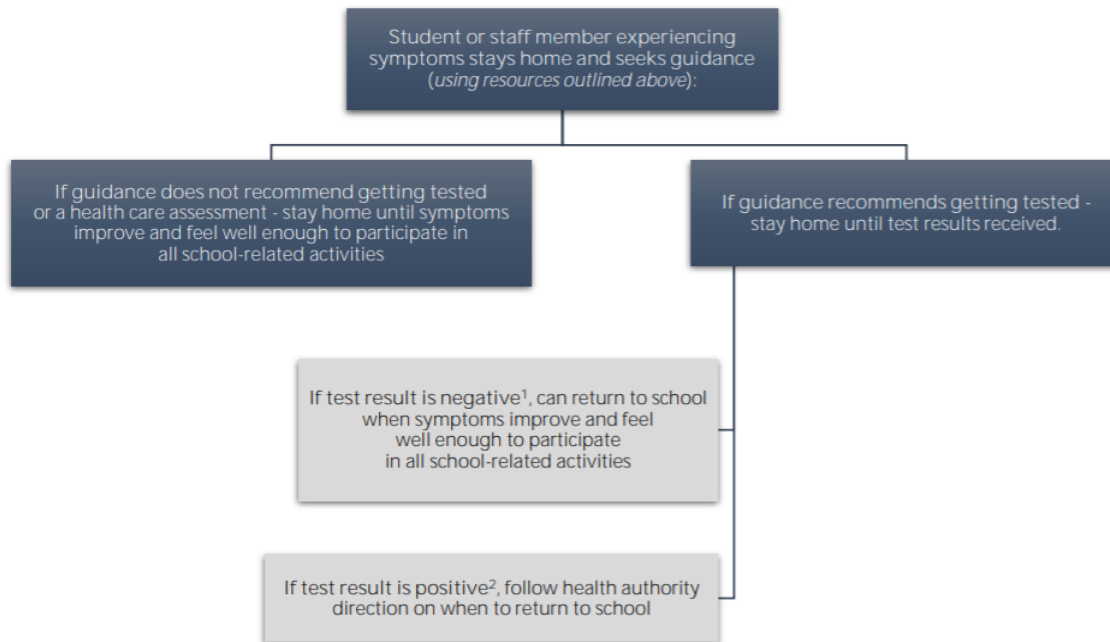 Student or staff member experiencing
symptoms stays home and seeks guidance
(using resources outlined above):
If guidance does not recommend getting tested
or a health care assessment - stay home until symptoms
improve and feel well enough to participate in
all school-related activities
If guidance recommends getting tested -
stay home until test results received.
If test result is negative¹, can return to school
when symptoms improve and feel
well enough to participate
in all school-related activities
If test result is positive², follow health authority
direction on when to return to school